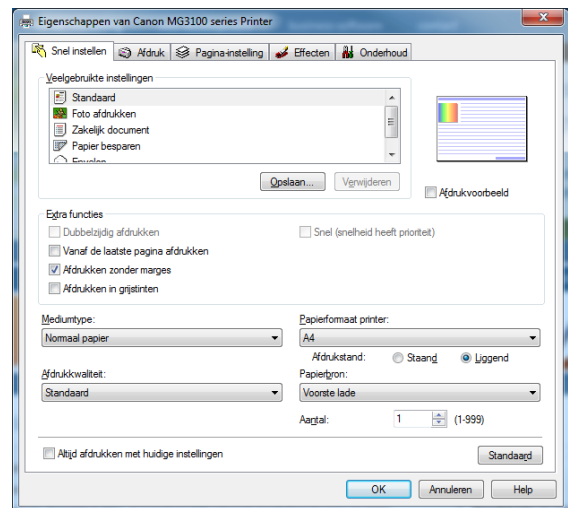 Eigenschappen van Canon MG3100 series Printer
Snel instellen Afdruk Pagina-instelling Effecten Onderhoud
Veelgebruikte instellingen
Standaard
Foto afdrukken
Zakelijk document
Papier besparen
Envelop
Opslaan... Verwijderen
Afdrukvoorbeeld
Extra functies
Dubbelzijdig afdrukken Snel (snelheid heeft prioriteit)
Vanaf de laatste pagina afdrukken
Afdrukken zonder marges
Afdrukken in grijstinten
Mediumtype: Papierformaat printer:
Normaal papier A4
Afdrukstand: Staand Liggend
Afdrukkwaliteit: Papierbron:
Standaard Voorste lade
Aantal: 1 (1-999)
Altijd afdrukken met huidige instellingen Standaard
OK Annuleren Help